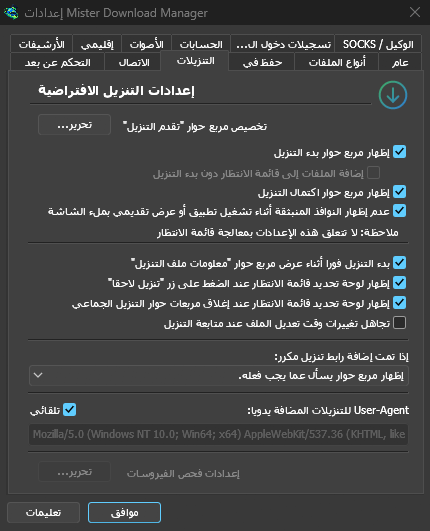 إعدادات Mister Download Manager
الوكيل / SOCKS
تسجيلات دخول ال...
الحسابات
الأصوات
إقليمي
الأرشيفات
عام
أنواع الملفات
حفظ في
التنزيلات
الاتصال
التحكم عن بعد
إعدادات التنزيل الافتراضية
تخصيص مربع حوار "تقدم التنزيل"
تحرير...
إظهار مربع حوار بدء التنزيل
إضافة الملفات إلى قائمة الانتظار دون بدء التنزيل
إظهار مربع حوار اكتمال التنزيل
عدم إظهار النوافذ المنبثقة أثناء تشغيل تطبيق أو عرض تقديمي بملء الشاشة
ملاحظة: لا تتعلق هذه الإعدادات بمعالجة قائمة الانتظار
بدء التنزيل فورا أثناء عرض مربع حوار "معلومات ملف التنزيل"
إظهار لوحة تحديد قائمة الانتظار عند الضغط على زر "تنزيل لاحقا"
إظهار لوحة تحديد قائمة الانتظار عند إغلاق مربعات حوار التنزيل الجماعي
تجاهل تغييرات وقت تعديل الملف عند متابعة التنزيل
إذا تمت إضافة رابط تنزيل مكرر:
إظهار مربع حوار يسأل عما يجب فعله.
User-Agent للتنزيلات المضافة يدويا:
تلقائي
Mozilla/5.0 (Windows NT 10.0; Win64; x64) AppleWebKit/537.36 (KHTML, like
إعدادات فحص الفيروسات
تحرير...
موافق
تعليمات